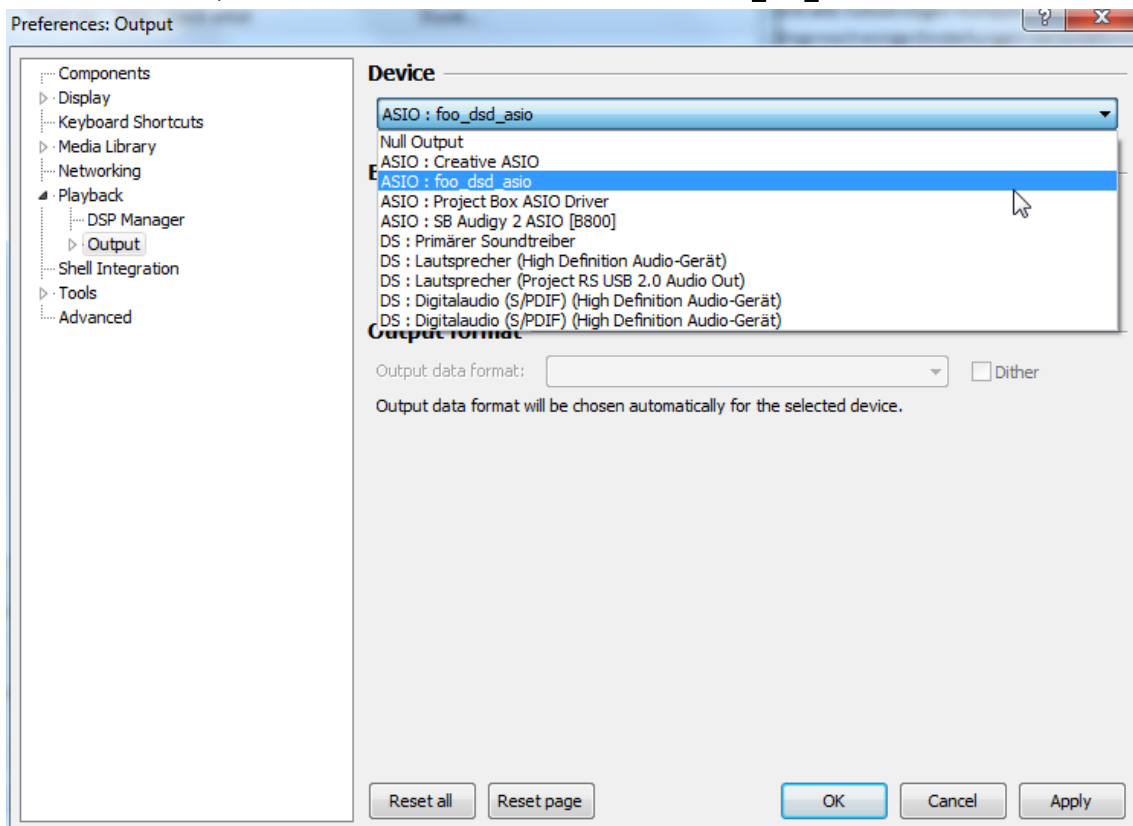 Preferences: Output
Components
Display
Keyboard Shortcuts
Media Library
Networking
Playback
DSP Manager
Output
Shell Integration
Tools
Advanced
Device
ASIO : foo_dsd_asio
Null Output
ASIO : Creative ASIO
ASIO : foo_dsd_asio
ASIO : Project Box ASIO Driver
ASIO : SB Audigy 2 ASIO [B800]
DS : Primärer Soundtreiber
DS : Lautsprecher (High Definition Audio-Gerät)
DS : Lautsprecher (Project RS USB 2.0 Audio Out)
DS : Digitalaudio (S/PDIF) (High Definition Audio-Gerät)
DS : Digitalaudio (S/PDIF) (High Definition Audio-Gerät)
Output format
Output data format:
Dither
Output data format will be chosen automatically for the selected device.
Reset all
Reset page
OK
Cancel
Apply